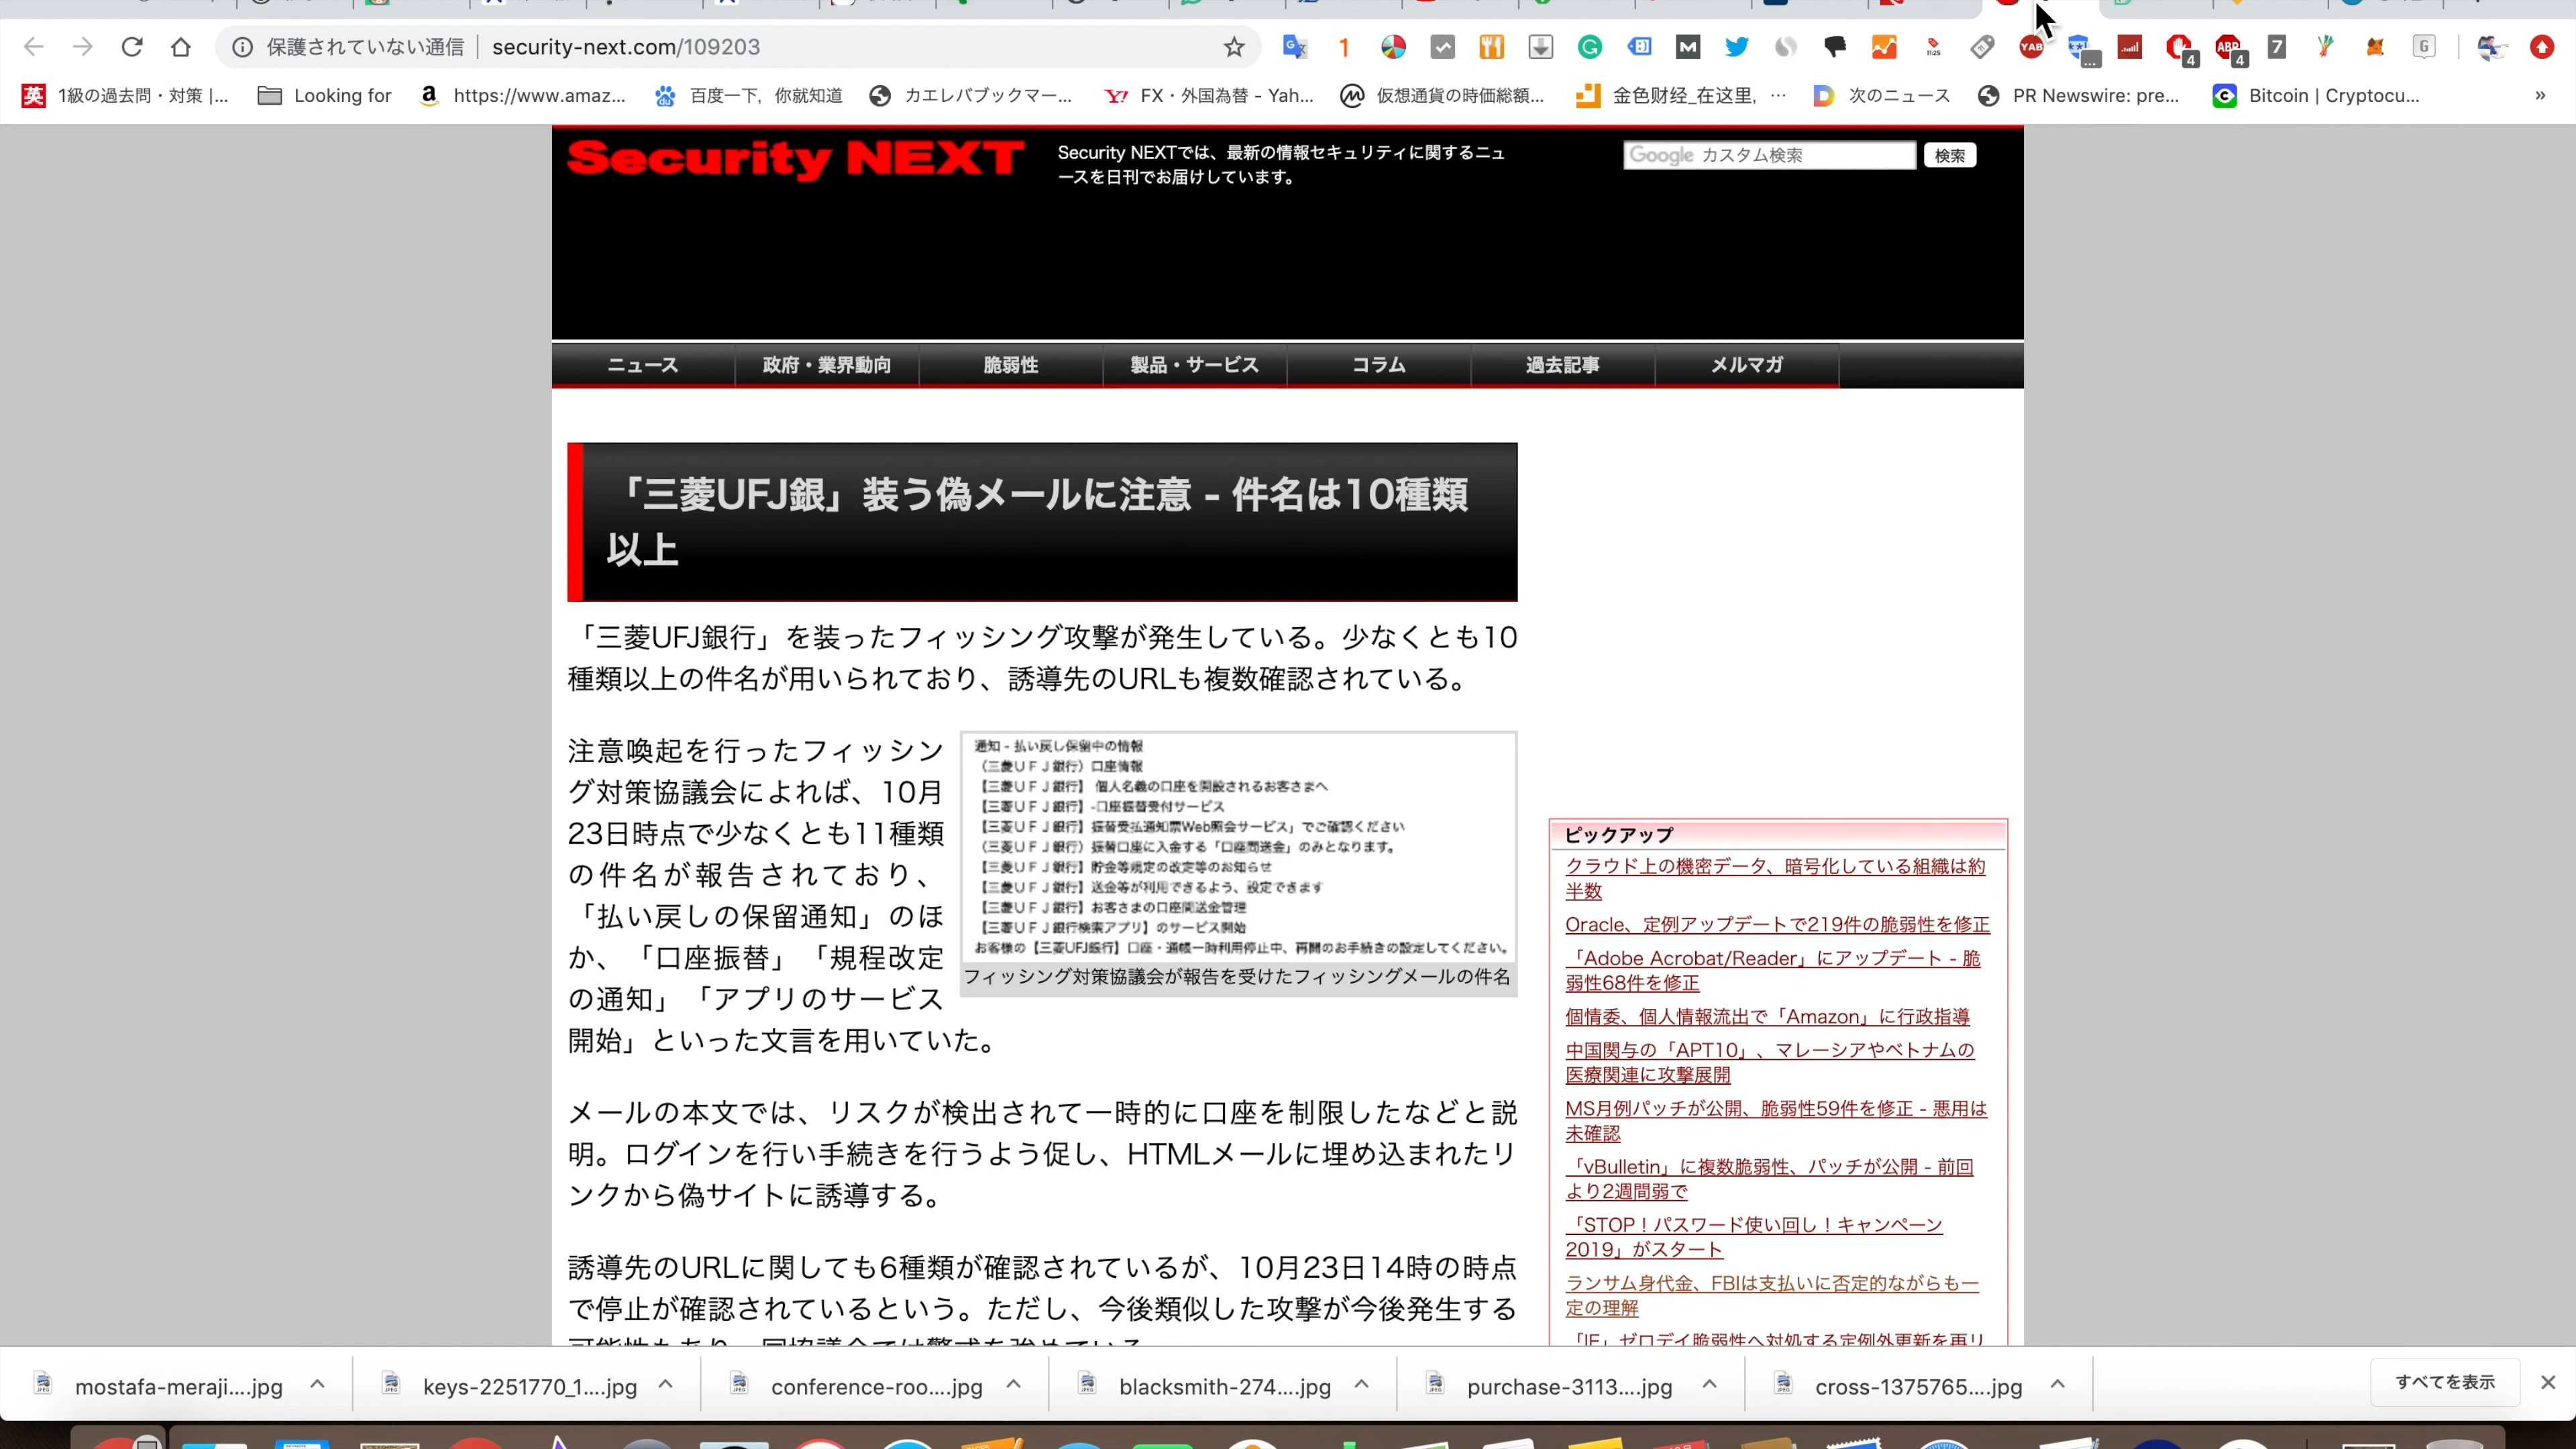 保護されていない通信
security-next.com/109203
1級の過去問・対策 |...
Looking for
https://www.amaz...
百度一下，你就知道
カエレバブックマー...
FX・外国為替 - Yah...
仮想通貨の時価総額...
金色财经_在这里，...
次のニュース
PR Newswire: pre...
Bitcoin | Cryptocu...
»
Security NEXT
Security NEXTでは、最新の情報セキュリティに関するニュ
ースを日刊でお届けしています。
Google カスタム検索
検索
ニュース
政府・業界動向
脆弱性
製品・サービス
コラム
過去記事
メルマガ
「三菱UFJ銀」装う偽メールに注意 - 件名は10種類
以上
「三菱UFJ銀行」を装ったフィッシング攻撃が発生している。少なくとも10
種類以上の件名が用いられており、誘導先のURLも複数確認されている。
注意喚起を行ったフィッシン
グ対策協議会によれば、10月
23日時点で少なくとも11種類
の件名が報告されており、
「払い戻しの保留通知」のほ
か、「口座振替」「規程改定
の通知」「アプリのサービス
開始」といった文言を用いていた。
通知 - 払い戻し保留中の情報
（三菱ＵＦＪ銀行）口座情報
【三菱ＵＦＪ銀行】 個人名義の口座を開設されるお客さまへ
【三菱ＵＦＪ銀行】-口座振替受付サービス
【三菱ＵＦＪ銀行】振替受払通知票Web照会サービス」でご確認ください
（三菱ＵＦＪ銀行）振替口座に入金する「口座間送金」のみとなります。
【三菱ＵＦＪ銀行】貯金等規定の改定等のお知らせ
【三菱ＵＦＪ銀行】送金等が利用できるよう、設定できます
【三菱ＵＦＪ銀行】お客さまの口座間送金管理
【三菱ＵＦＪ銀行検索アプリ】のサービス開始
お客様の【三菱UFJ銀行】口座・通帳一時利用停止中、再開のお手続きの設定してください。
フィッシング対策協議会が報告を受けたフィッシングメールの件名
メールの本文では、リスクが検出されて一時的に口座を制限したなどと説
明。ログインを行い手続きを行うよう促し、HTMLメールに埋め込まれたリ
ンクから偽サイトに誘導する。
誘導先のURLに関しても6種類が確認されているが、10月23日14時の時点
で停止が確認されているという。ただし、今後類似した攻撃が今後発生する
ピックアップ
クラウド上の機密データ、暗号化している組織は約
半数
Oracle、定例アップデートで219件の脆弱性を修正
「Adobe Acrobat/Reader」にアップデート - 脆
弱性68件を修正
個情委、個人情報流出で「Amazon」に行政指導
中国関与の「APT10」、マレーシアやベトナムの
医療関連に攻撃展開
MS月例パッチが公開、脆弱性59件を修正 - 悪用は
未確認
「vBulletin」に複数脆弱性、パッチが公開 - 前回
より2週間弱で
「STOP！パスワード使い回し！キャンペーン
2019」がスタート
ランサム身代金、FBIは支払いに否定的ながらも一
定の理解
「IE」ゼロデイ脆弱性へ対処する定例外更新を再リ
mostafa-meraji....jpg
keys-2251770_1....jpg
conference-roo....jpg
blacksmith-274....jpg
purchase-3113....jpg
cross-1375765....jpg
すべてを表示